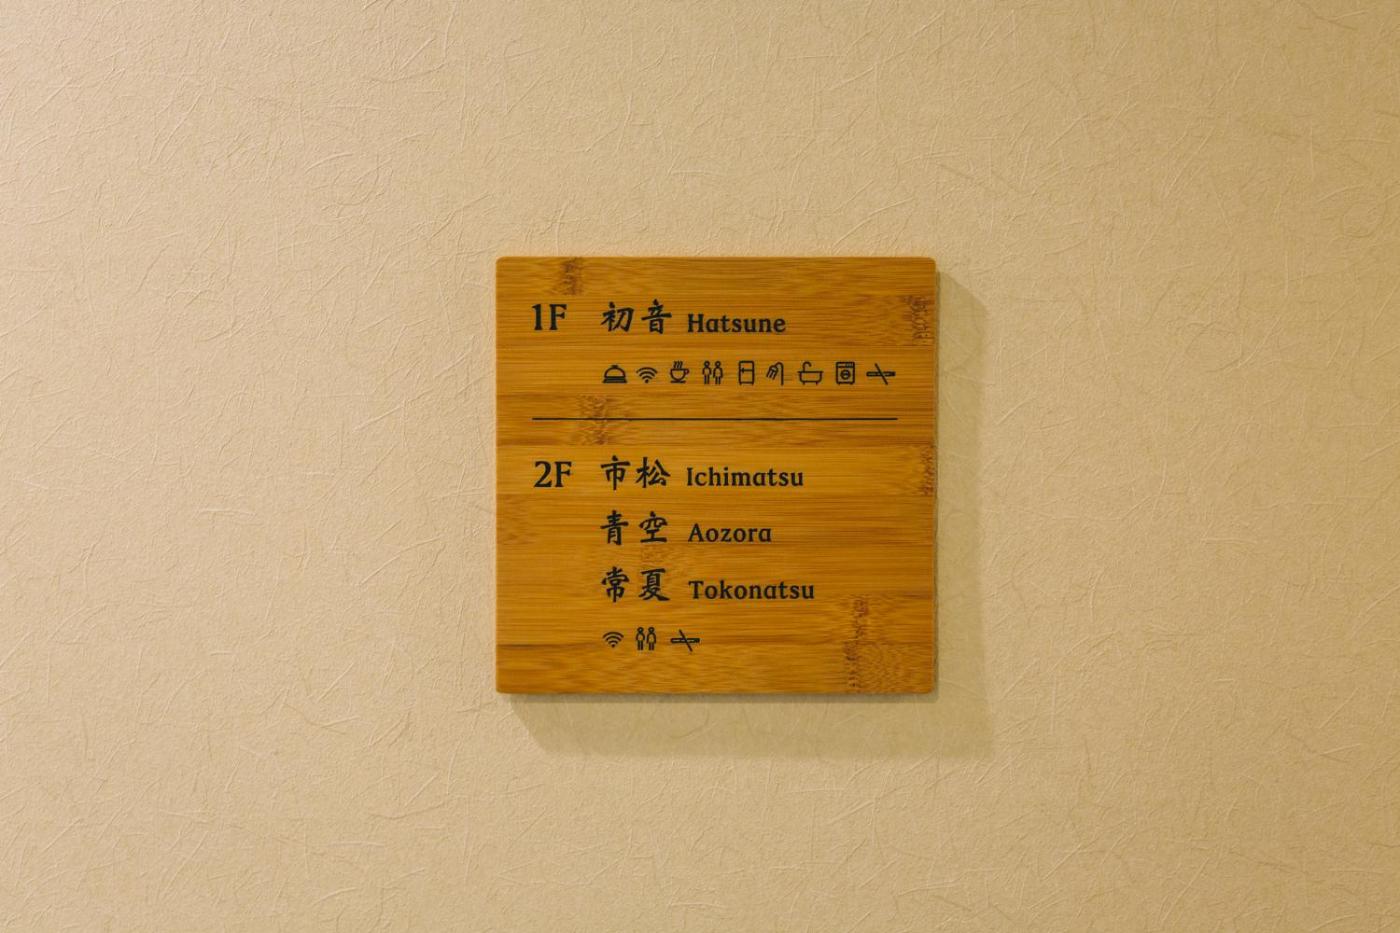 1F 初音 Hatsune
2F 市松 Ichimatsu
青空 Aozora
常夏 Tokonatsu